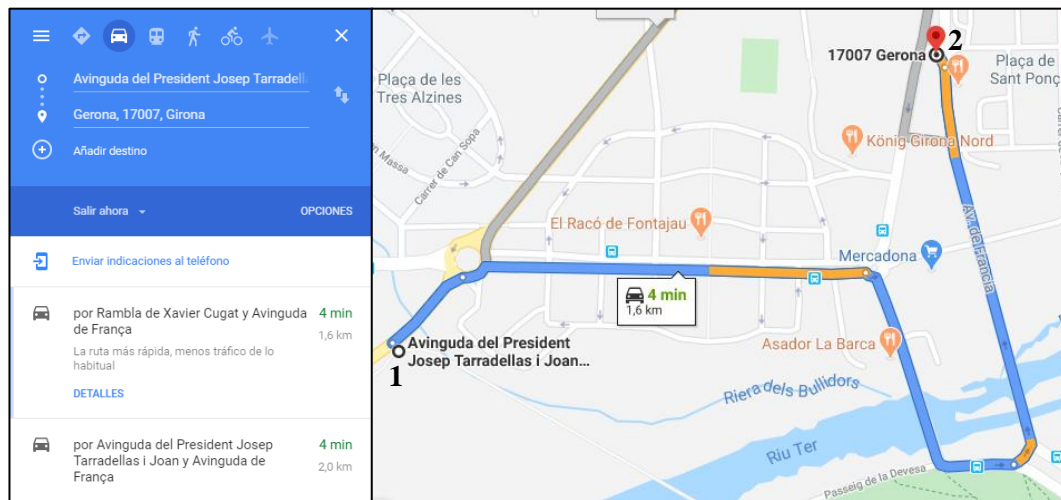 Avinguda del President Josep Tarradell
Gerona, 17007, Girona
Añadir destino
Salir ahora
OPCIONES
Enviar indicaciones al teléfono
por Rambla de Xavier Cugat y Avinguda
de França
4 min
1,6 km
La ruta más rápida, menos tráfico de lo
habitual
DETALLES
por Avinguda del President Josep
Tarradellas i Joan y Avinguda de
França
4 min
2,0 km
17007 Gerona
2
Plaça de
Sant Ponç
Plaça de les
Tres Alzines
Carrer de Can Sopa
Massa
König Girona Nord
El Racó de Fontajau
Av. de Francia
Mercadona
4 min
1,6 km
Avinguda del President
Josep Tarradellas i Joan...
1
Asador La Barca
Riera dels Bullidors
Riu Ter
Passeig de la Devesa